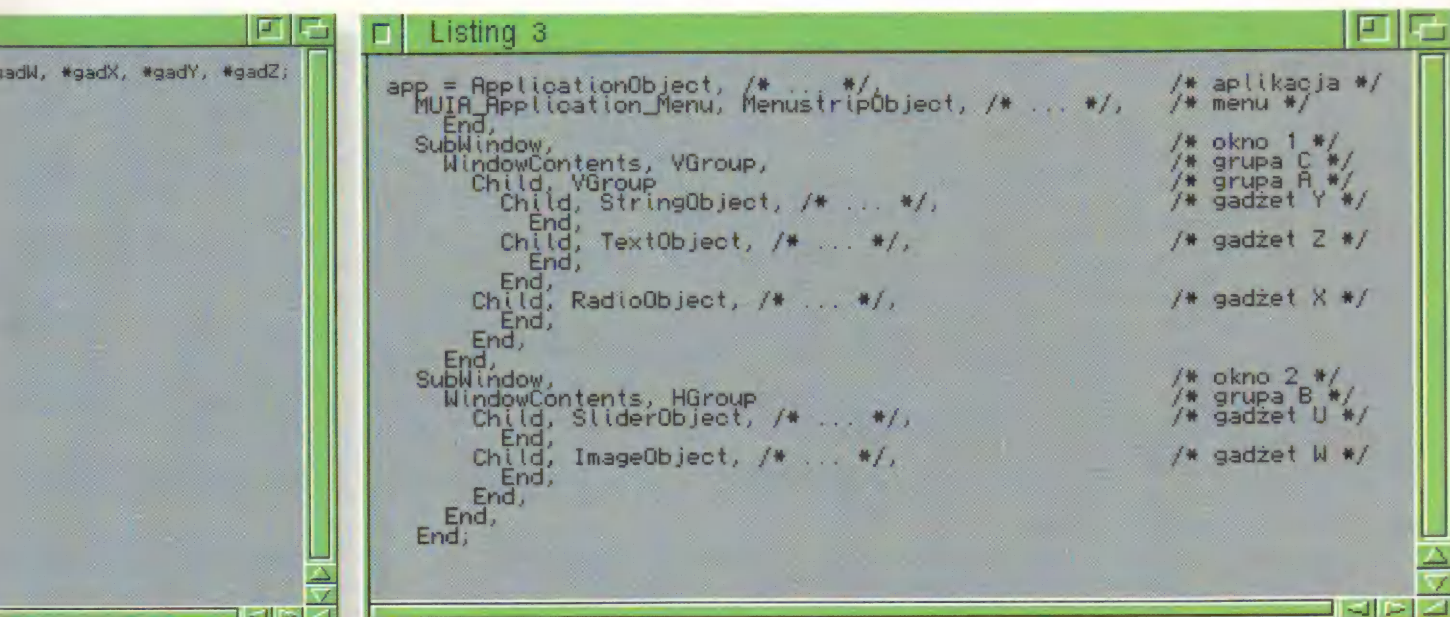 *gadW, *gadX, *gadY, *gadZ;
Listing 3
app = ApplicationObject, /* ... */, /* aplikacja */
MUIA_Application_Menu, MenustripObject, /* ... */, /* menu */
End,
SubWindow, /* okno 1 */
WindowContents, VGroup, /* grupa C */
Child, VGroup /* grupa A */
Child, StringObject, /* ... */, /* gadżet Y */
End,
Child, TextObject, /* ... */, /* gadżet Z */
End,
End,
Child, RadioObject, /* ... */, /* gadżet X */
End,
End,
End,
SubWindow, /* okno 2 */
WindowContents, HGroup /* grupa B */
Child, SliderObject, /* ... */, /* gadżet U */
End,
Child, ImageObject, /* ... */, /* gadżet W */
End,
End,
End,
End;